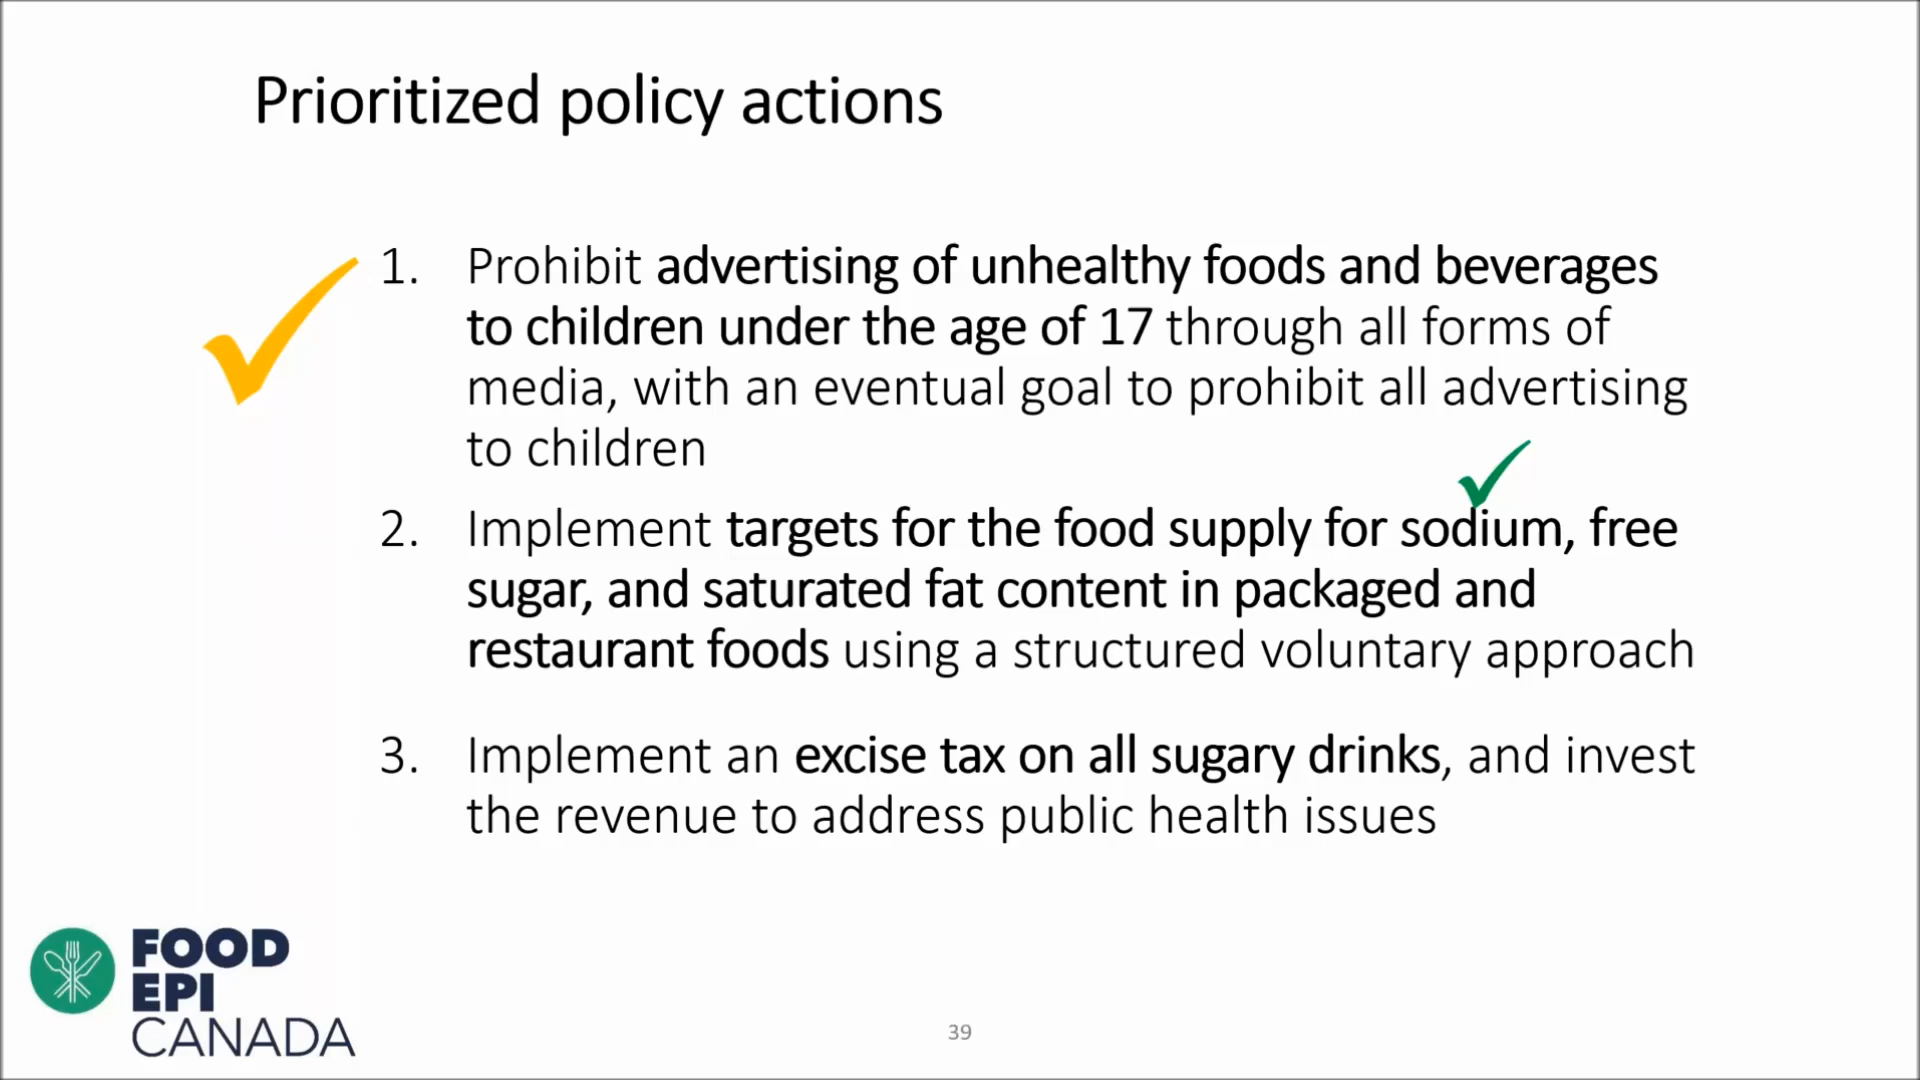 Prioritized policy actions
1. Prohibit advertising of unhealthy foods and beverages
to children under the age of 17 through all forms of
media, with an eventual goal to prohibit all advertising
to children
2. Implement targets for the food supply for sodium, free
sugar, and saturated fat content in packaged and
restaurant foods using a structured voluntary approach
3. Implement an excise tax on all sugary drinks, and invest
the revenue to address public health issues
FOOD
EPI
CANADA
39